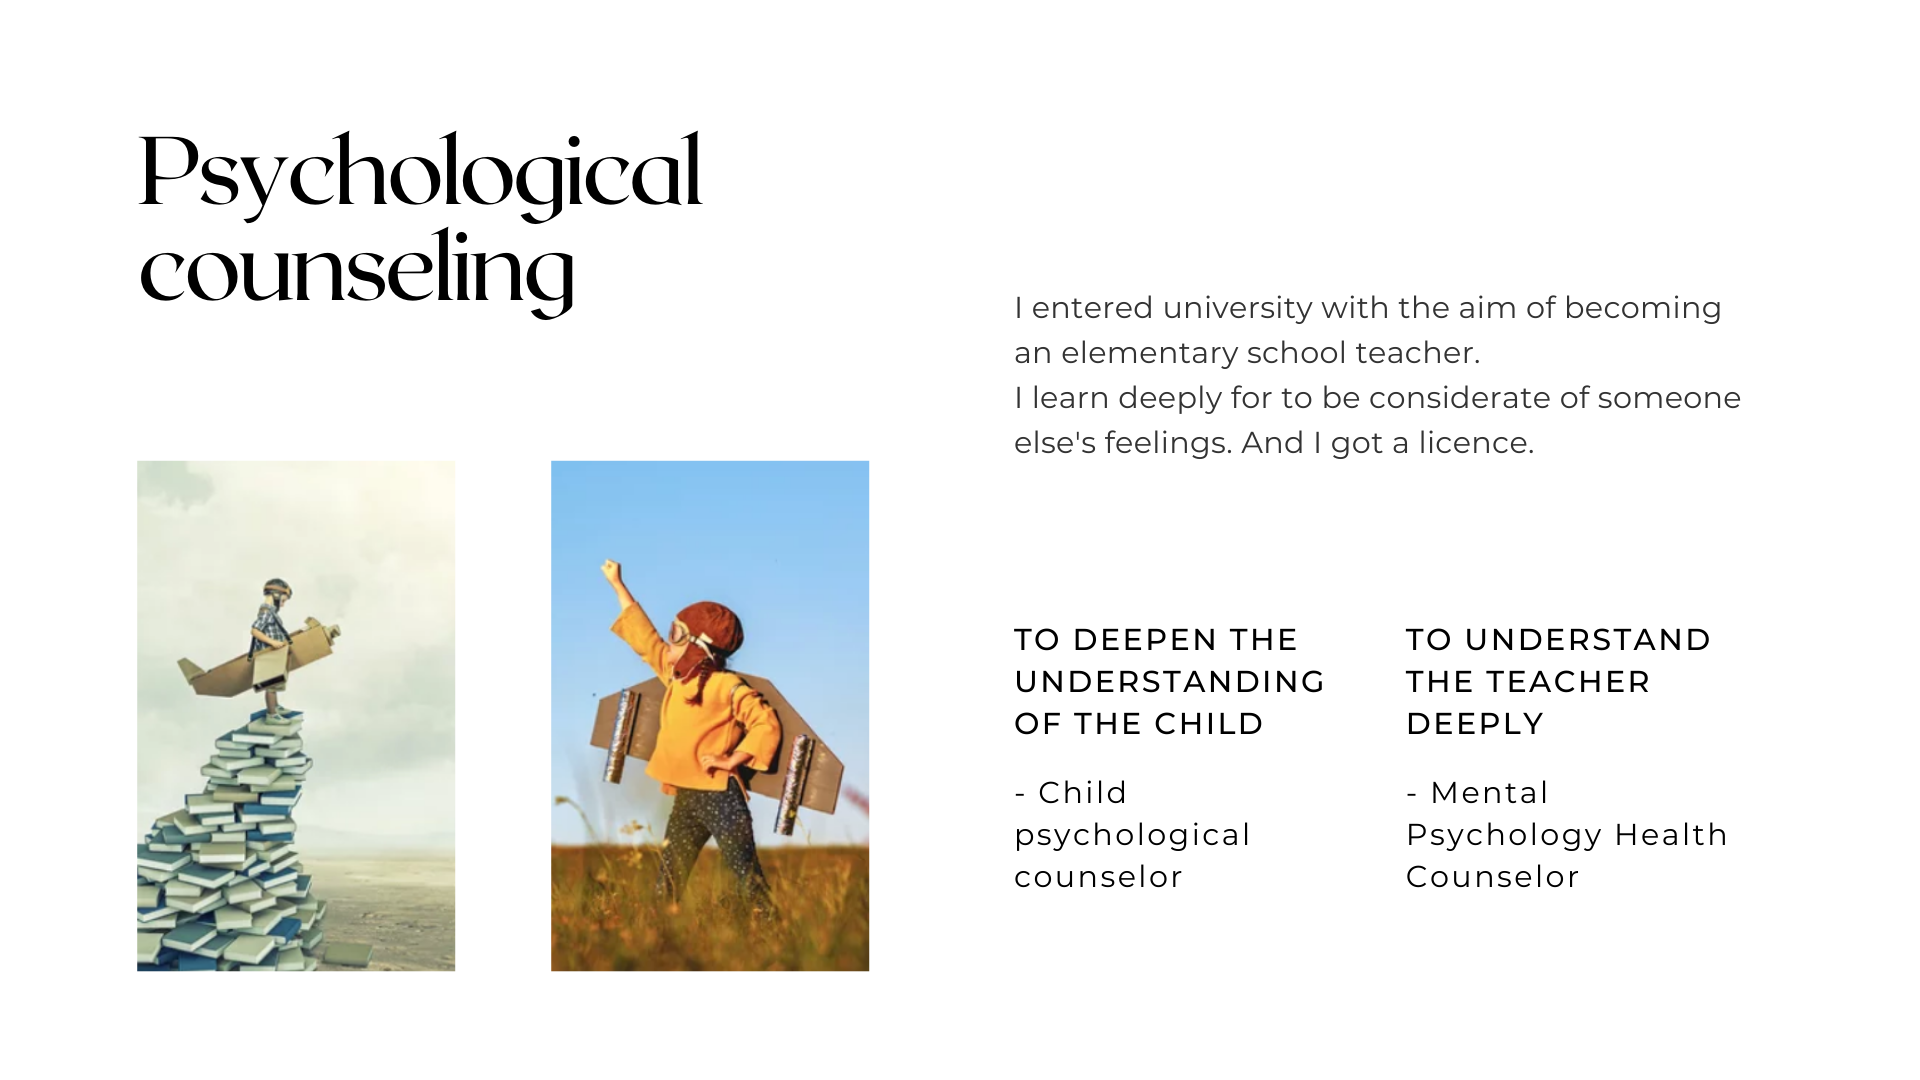 Psychological
counseling
I entered university with the aim of becoming
an elementary school teacher.
I learn deeply for to be considerate of someone
else's feelings. And I got a licence.
TO DEEPEN THE
UNDERSTANDING
OF THE CHILD
- Child
psychological
counselor
TO UNDERSTAND
THE TEACHER
DEEPLY
- Mental
Psychology Health
Counselor